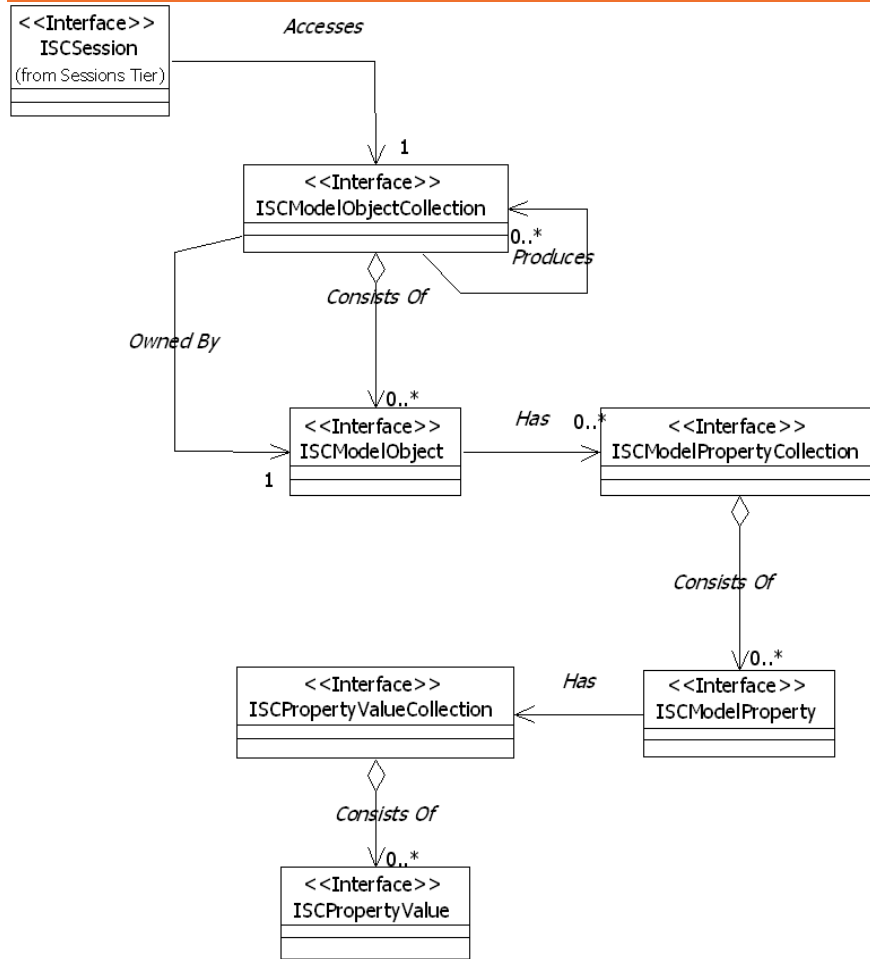 <<Interface>>
ISCSession
(from Sessions Tier)
Accesses
1
<<Interface>>
ISCModelObjectCollection
0..*
Produces
Consists Of
Owned By
0..*
<<Interface>>
ISCModelObject
1
Has
0..*
<<Interface>>
ISCModelPropertyCollection
Consists Of
0..*
<<Interface>>
ISCModelProperty
Has
<<Interface>>
ISCPropertyValueCollection
Consists Of
0..*
<<Interface>>
ISCPropertyValue